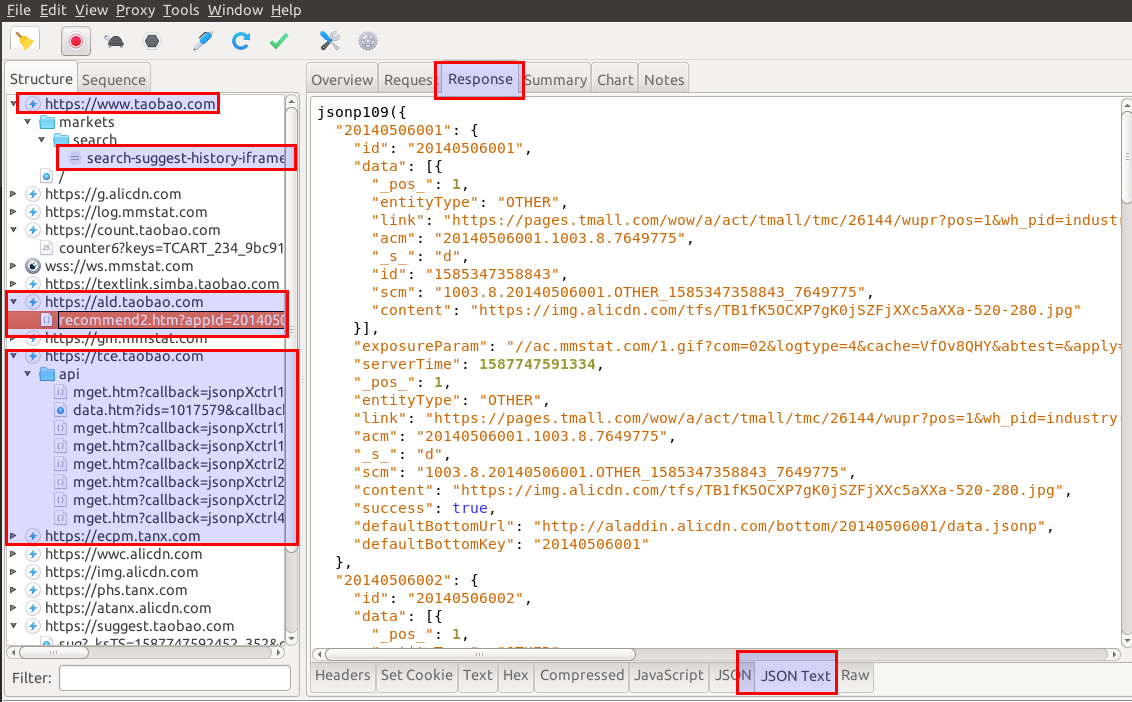 File Edit View Proxy Tools Window Help
Structure Sequence
https://www.taobao.com
markets
search
search-suggest-history-iframe
/
https://g.alicdn.com
https://log.mmstat.com
https://count.taobao.com
counter6?keys=TCART_234_9bc91
wss://ws.mmstat.com
https://textlink.simba.taobao.com
https://ald.taobao.com
recommend2.htm?appId=2014050
https://gm.mmstat.com
https://tce.taobao.com
api
mget.htm?callback=jsonpXctrl1
data.htm?ids=1017579&callback
mget.htm?callback=jsonpXctrl1
mget.htm?callback=jsonpXctrl1
mget.htm?callback=jsonpXctrl2
mget.htm?callback=jsonpXctrl2
mget.htm?callback=jsonpXctrl2
mget.htm?callback=jsonpXctrl4
https://ecpm.tanx.com
https://wwc.alicdn.com
https://img.alicdn.com
https://phs.tanx.com
https://atanx.alicdn.com
https://suggest.taobao.com
sug?_ksTS=1587747592452_352&
Filter:
Overview Request Response Summary Chart Notes
jsonp109({
"20140506001": {
"id": "20140506001",
"data": [{
"_pos_": 1,
"entityType": "OTHER",
"link": "https://pages.tmall.com/wow/a/act/tmall/tmc/26144/wupr?pos=1&wh_pid=industry-
"acm": "20140506001.1003.8.7649775",
"_s_": "d",
"id": "1585347358843",
"scm": "1003.8.20140506001.OTHER_1585347358843_7649775",
"content": "https://img.alicdn.com/tfs/TB1fK5OCXP7gK0jSZFjXXc5aXXa-520-280.jpg"
}],
"exposureParam": "//ac.mmstat.com/1.gif?com=02&logtype=4&cache=VfOv8QHY&abtest=&apply=
"serverTime": 1587747591334,
"_pos_": 1,
"entityType": "OTHER",
"link": "https://pages.tmall.com/wow/a/act/tmall/tmc/26144/wupr?pos=1&wh_pid=industry-
"acm": "20140506001.1003.8.7649775",
"_s_": "d",
"scm": "1003.8.20140506001.OTHER_1585347358843_7649775",
"content": "https://img.alicdn.com/tfs/TB1fK5OCXP7gK0jSZFjXXc5aXXa-520-280.jpg",
"success": true,
"defaultBottomUrl": "http://aladdin.alicdn.com/bottom/20140506001/data.jsonp",
"defaultBottomKey": "20140506001"
},
"20140506002": {
"id": "20140506002",
"data": [{
"_pos_": 1,
"entityType": "OTHER",
Headers Set Cookie Text Hex Compressed JavaScript JSON JSON Text Raw